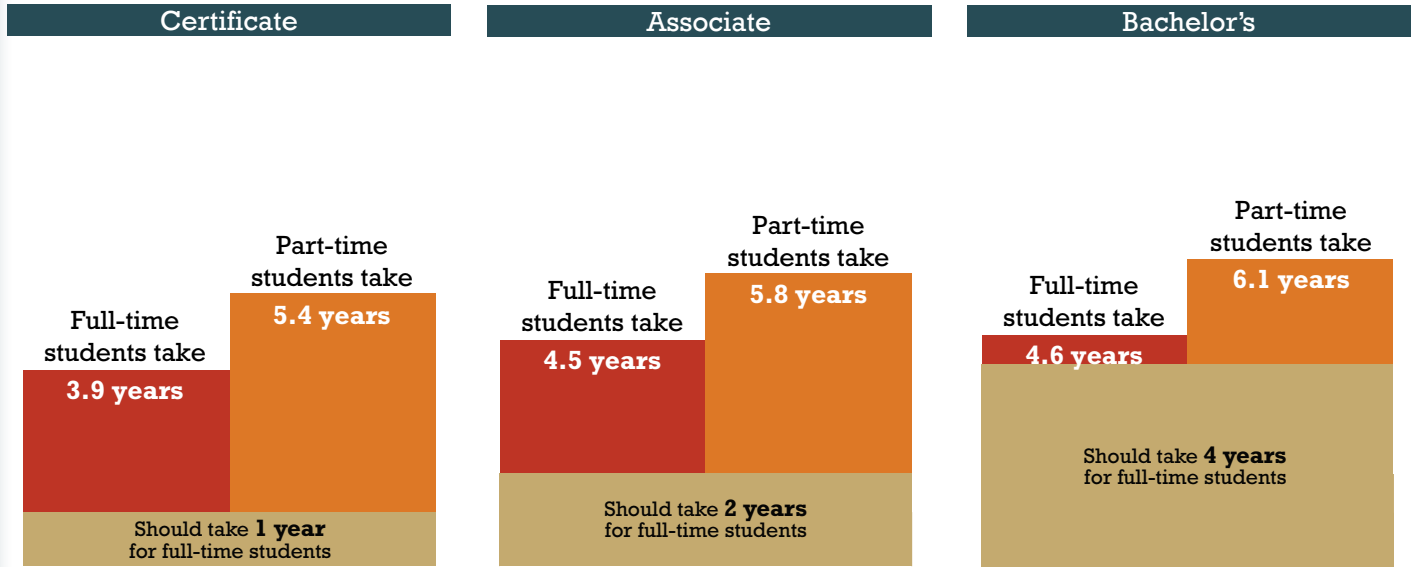 Certificate
Full-time
students take
3.9 years
Part-time
students take
5.4 years
Should take 1 year
for full-time students
Associate
Full-time
students take
4.5 years
Part-time
students take
5.8 years
Should take 2 years
for full-time students
Bachelor’s
Full-time
students take
4.6 years
Part-time
students take
6.1 years
Should take 4 years
for full-time students